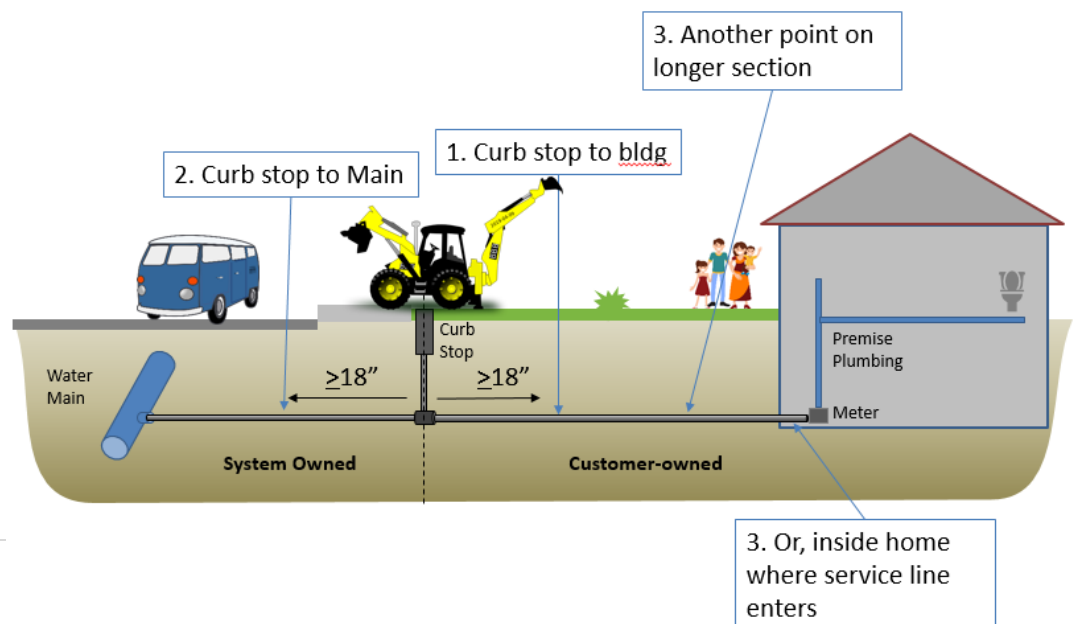 3. Another point on
longer section
1. Curb stop to bldg
2. Curb stop to Main
Curb
Stop
Premise
Plumbing
Water
Main
≥18”
≥18”
Meter
System Owned
Customer-owned
3. Or, inside home
where service line
enters